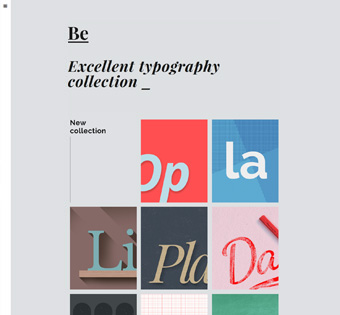 Be
Excellent typography
collection _
New
collection
Op
la
Li
Pla
Da